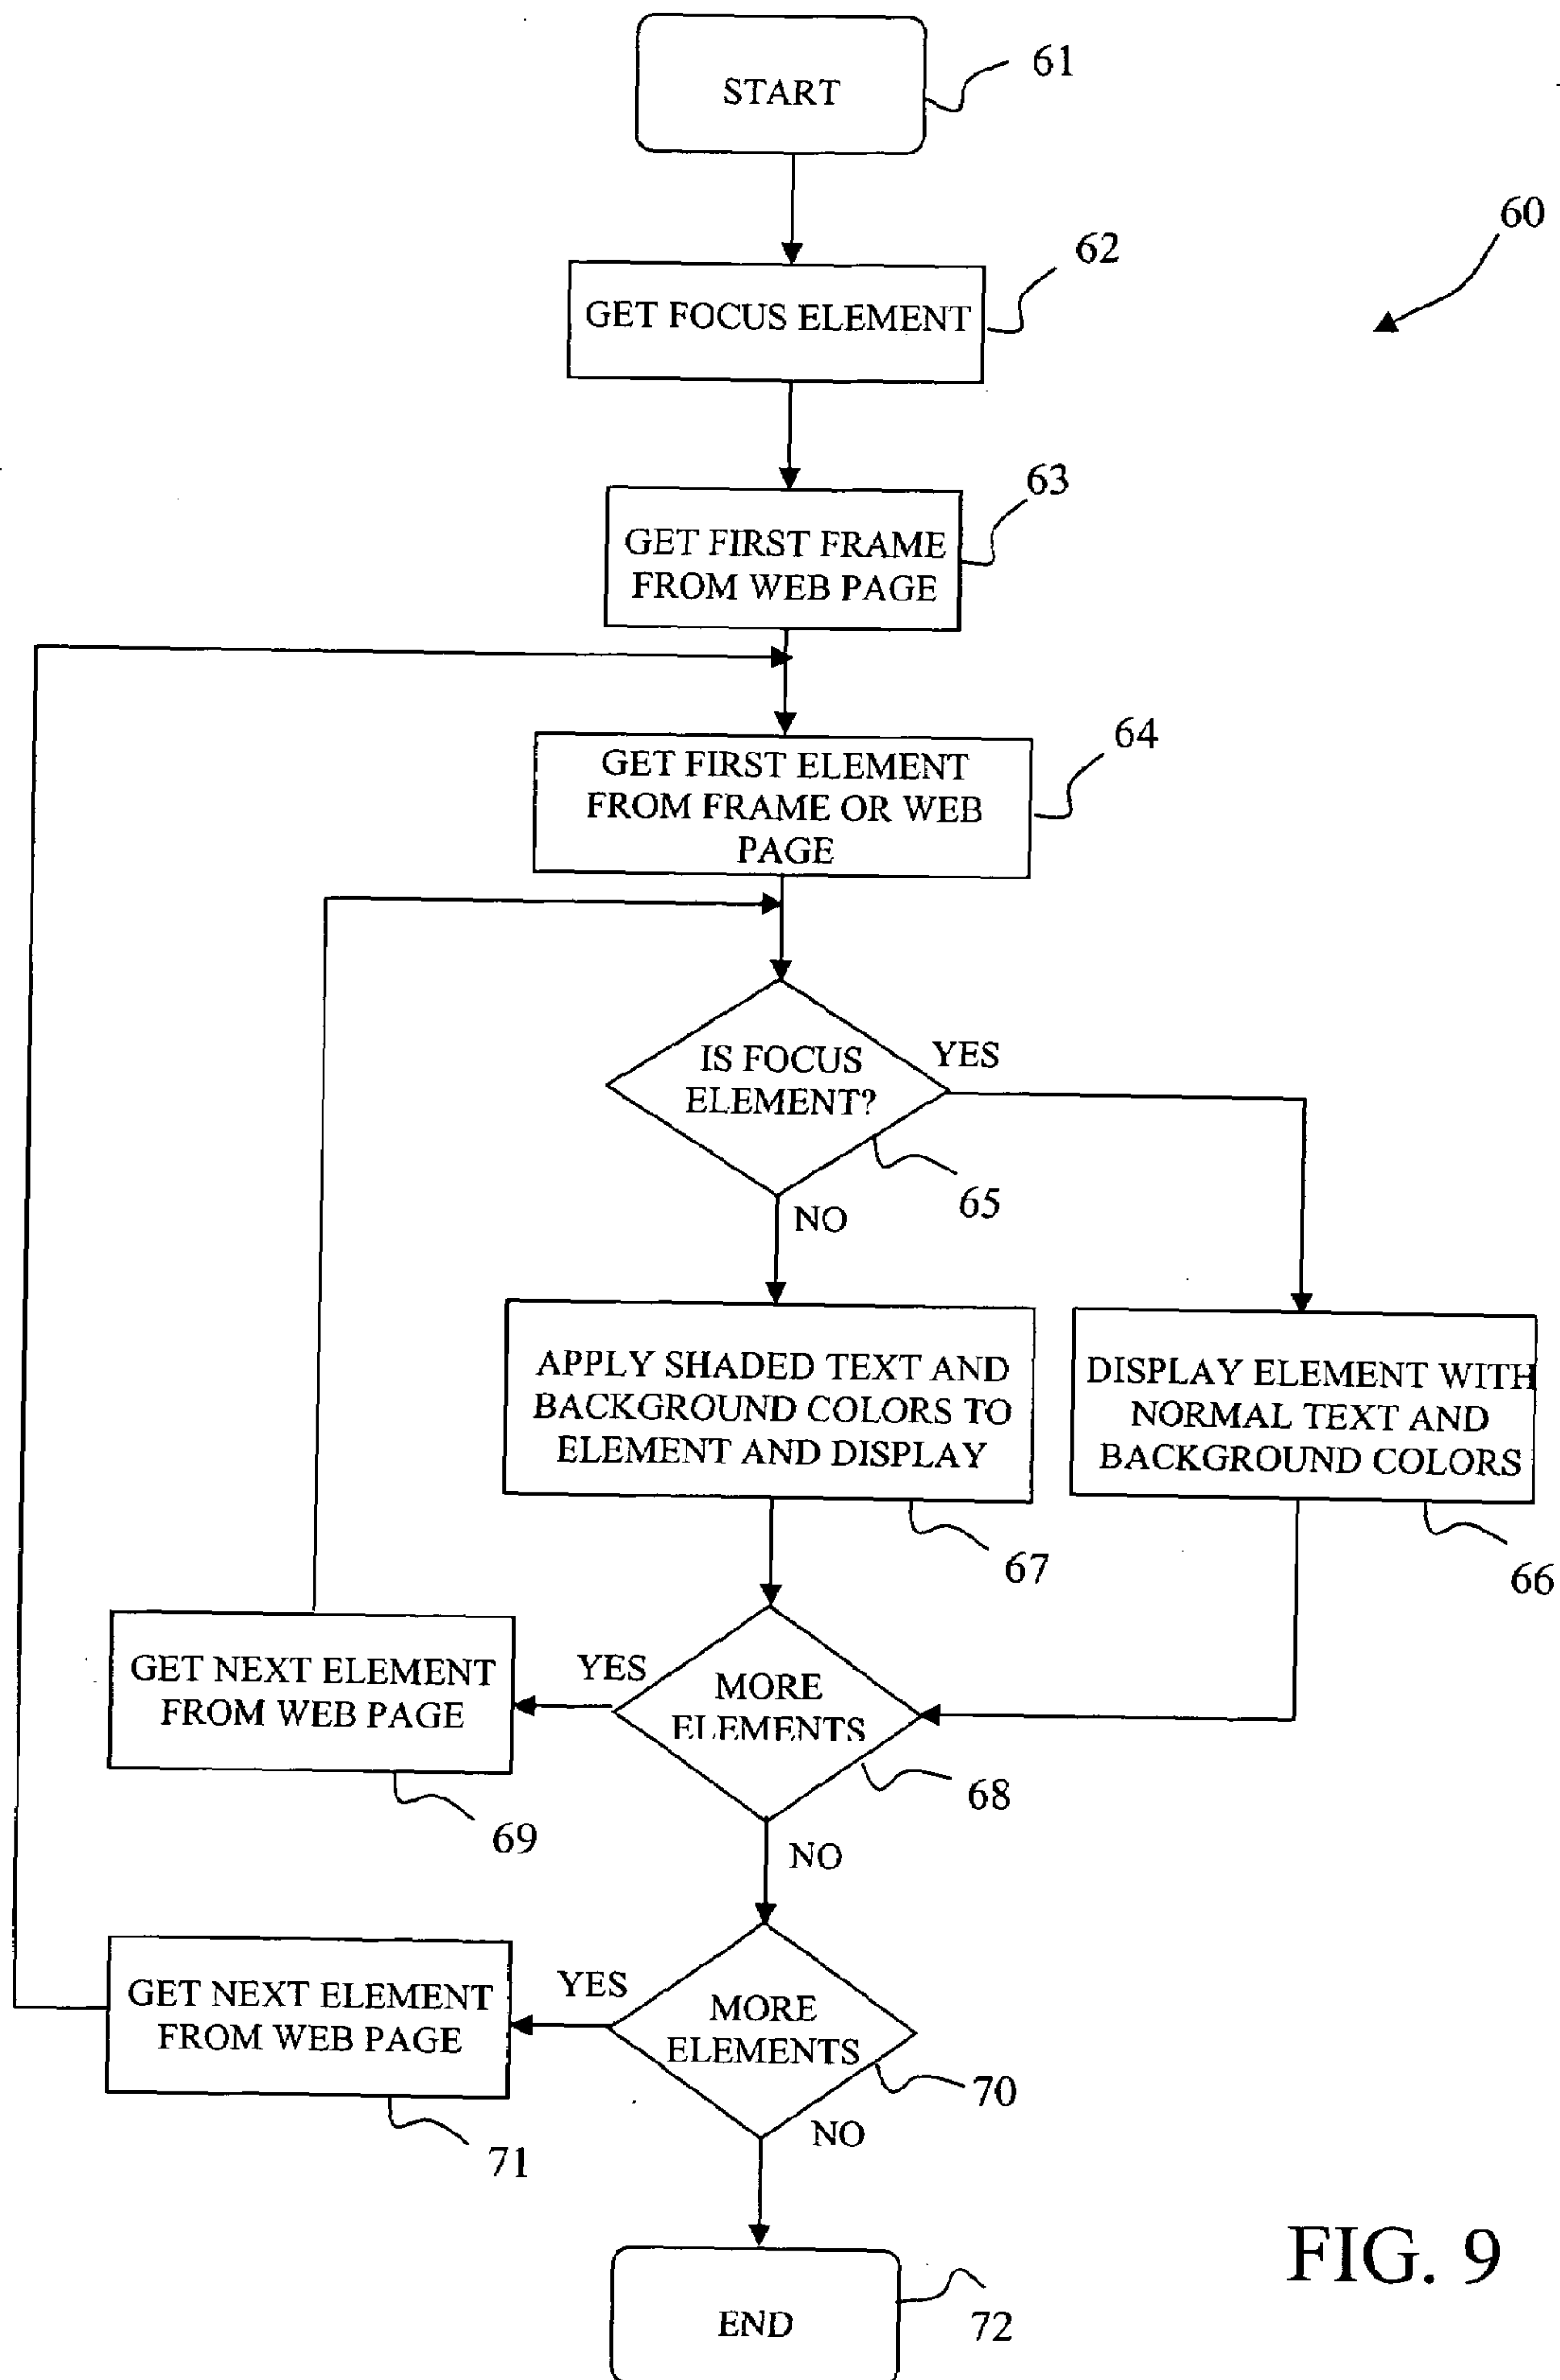 START
61
60
GET FOCUS ELEMENT
62
GET FIRST FRAME
FROM WEB PAGE
63
GET FIRST ELEMENT
FROM FRAME OR WEB
PAGE
64
IS FOCUS
ELEMENT?
YES
65
NO
APPLY SHADED TEXT AND
BACKGROUND COLORS TO
ELEMENT AND DISPLAY
67
DISPLAY ELEMENT WITH
NORMAL TEXT AND
BACKGROUND COLORS
66
MORE
ELEMENTS
YES
68
GET NEXT ELEMENT
FROM WEB PAGE
69
NO
MORE
ELEMENTS
YES
70
GET NEXT ELEMENT
FROM WEB PAGE
71
NO
END
72
FIG. 9